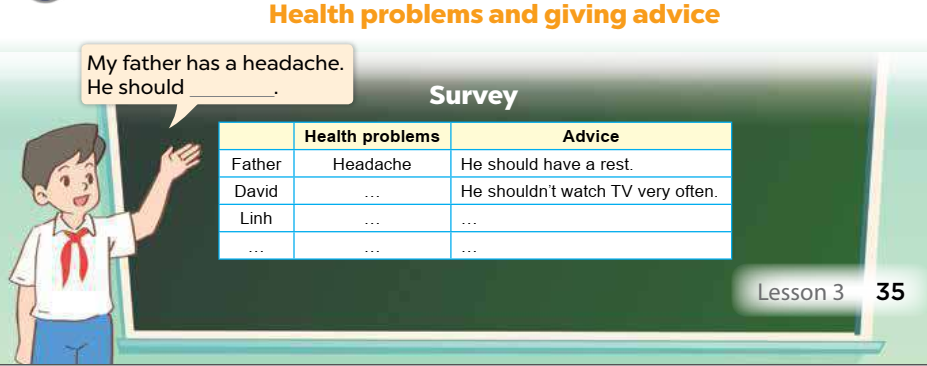 Health problems and giving advice
My father has a headache.
He should ________.
Survey
Health problems Advice
Father Headache He should have a rest.
David ... He shouldn't watch TV very often.
Linh ... ...
... ... ...
Lesson 3 35